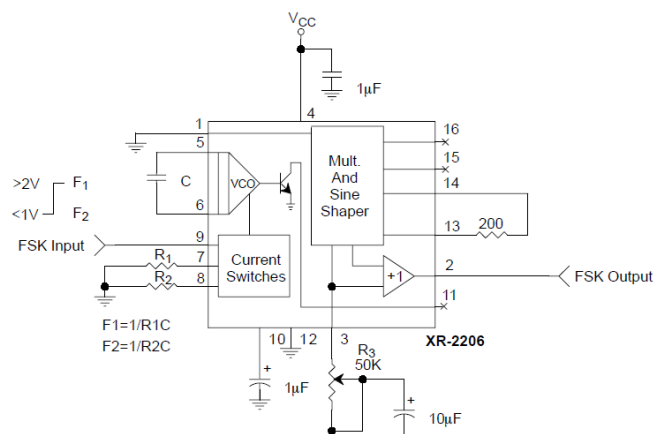 VCC
1µF
1
4
5
16
15
14
C
VCO
Mult.
And
Sine
Shaper
>2V
F1
<1V
F2
6
13
200
FSK Input
9
R1
7
R2
8
Current
Switches
+1
2
FSK Output
11
F1=1/R1C
F2=1/R2C
10
12
3
XR-2206
+
1µF
R3
50K
+
10µF